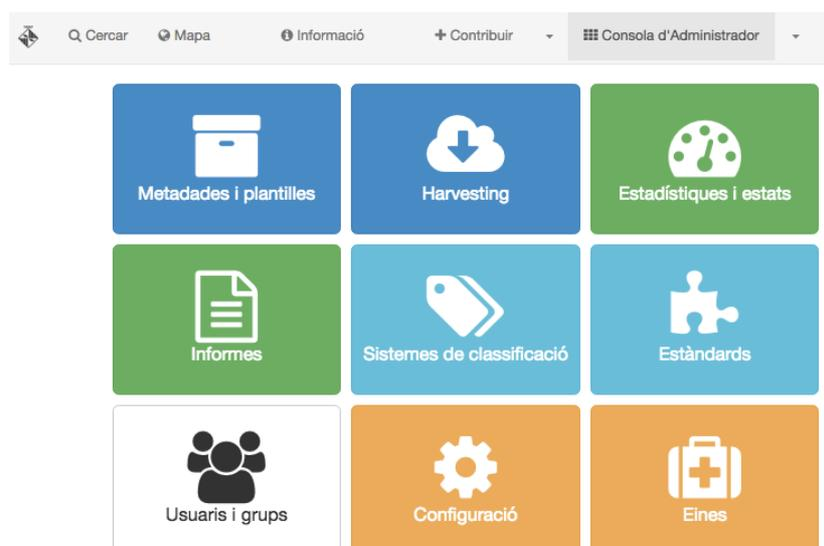 Cercar Mapa Informació Contribuir Consola d'Administrador
Metadades i plantilles Harvesting Estadístiques i estats
Informes Sistemes de classificació Estàndards
Usuaris i grups Configuració Eines